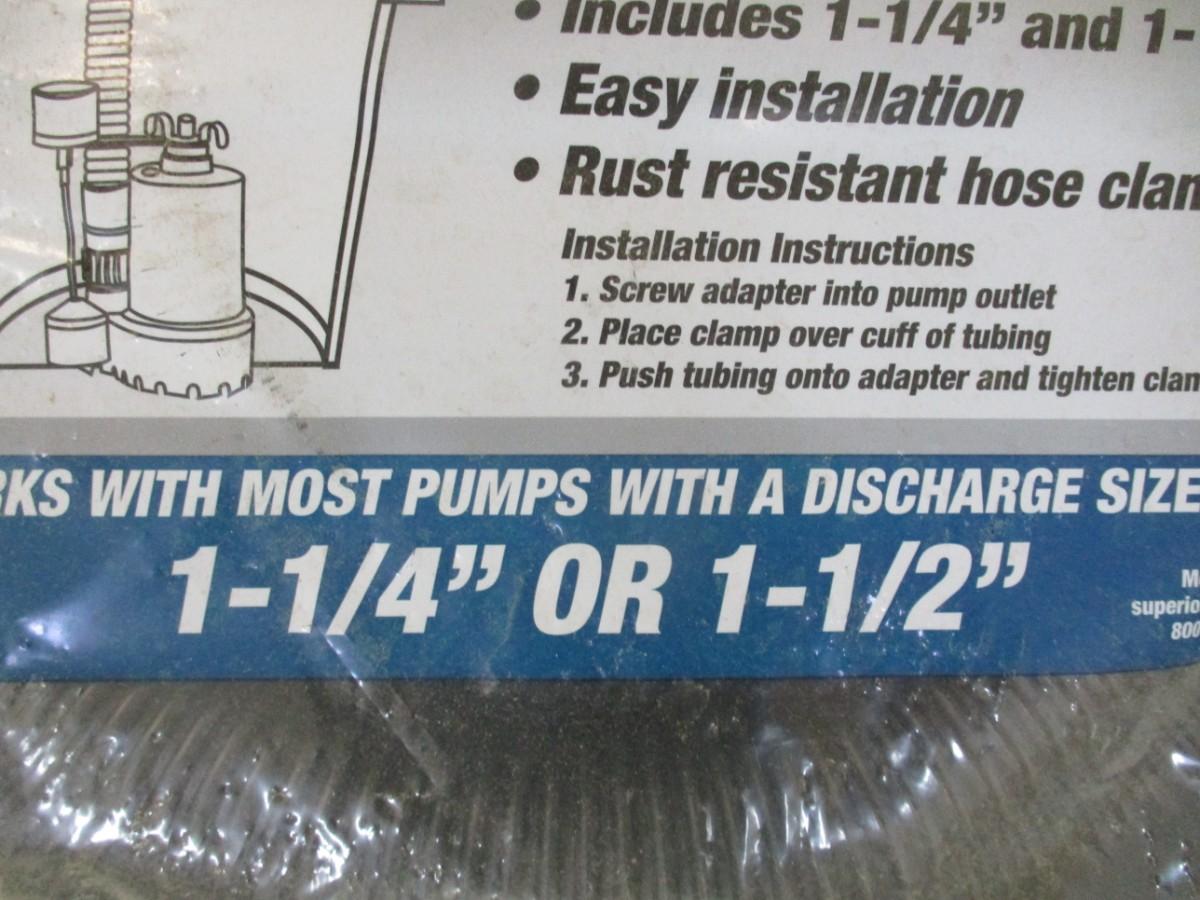 • Includes 1-1/4” and 1-
• Easy installation
• Rust resistant hose clam
Installation Instructions
1. Screw adapter into pump outlet
2. Place clamp over cuff of tubing
3. Push tubing onto adapter and tighten clam
RKS WITH MOST PUMPS WITH A DISCHARGE SIZE
1-1/4” OR 1-1/2”
M
superio
800